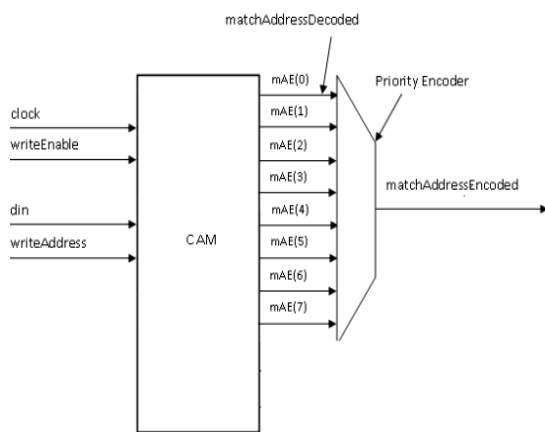 matchAddressDecoded
mAE(0)
Priority Encoder
clock
mAE(1)
writeEnable
mAE(2)
mAE(3)
matchAddressEncoded
din
mAE(4)
writeAddress
CAM
mAE(5)
mAE(6)
mAE(7)